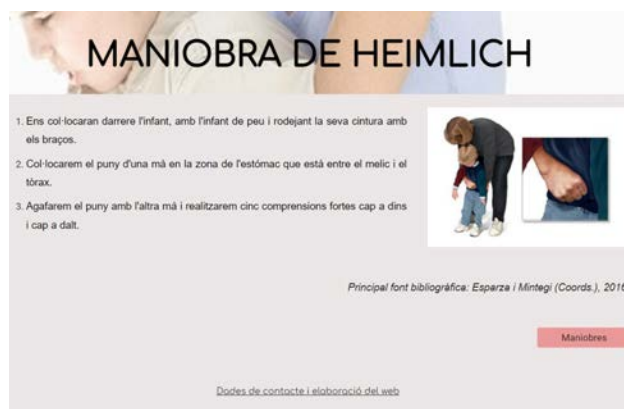 MANIOBRA DE HEIMLICH
1. Ens col·locaran darrere l'infant, amb l'infant de peu i rodejant la seva cintura amb
els braços.
2. Col·locarem el puny d'una mà en la zona de l'estómac que està entre el melic i el
tòrax.
3. Agafarem el puny amb l'altra mà i realitzarem cinc comprensions fortes cap a dins
i cap a dalt.
Principal font bibliogràfica: Esparza i Mintegi (Coords.), 2016
Maniobres
Dades de contacte i elaboració del web